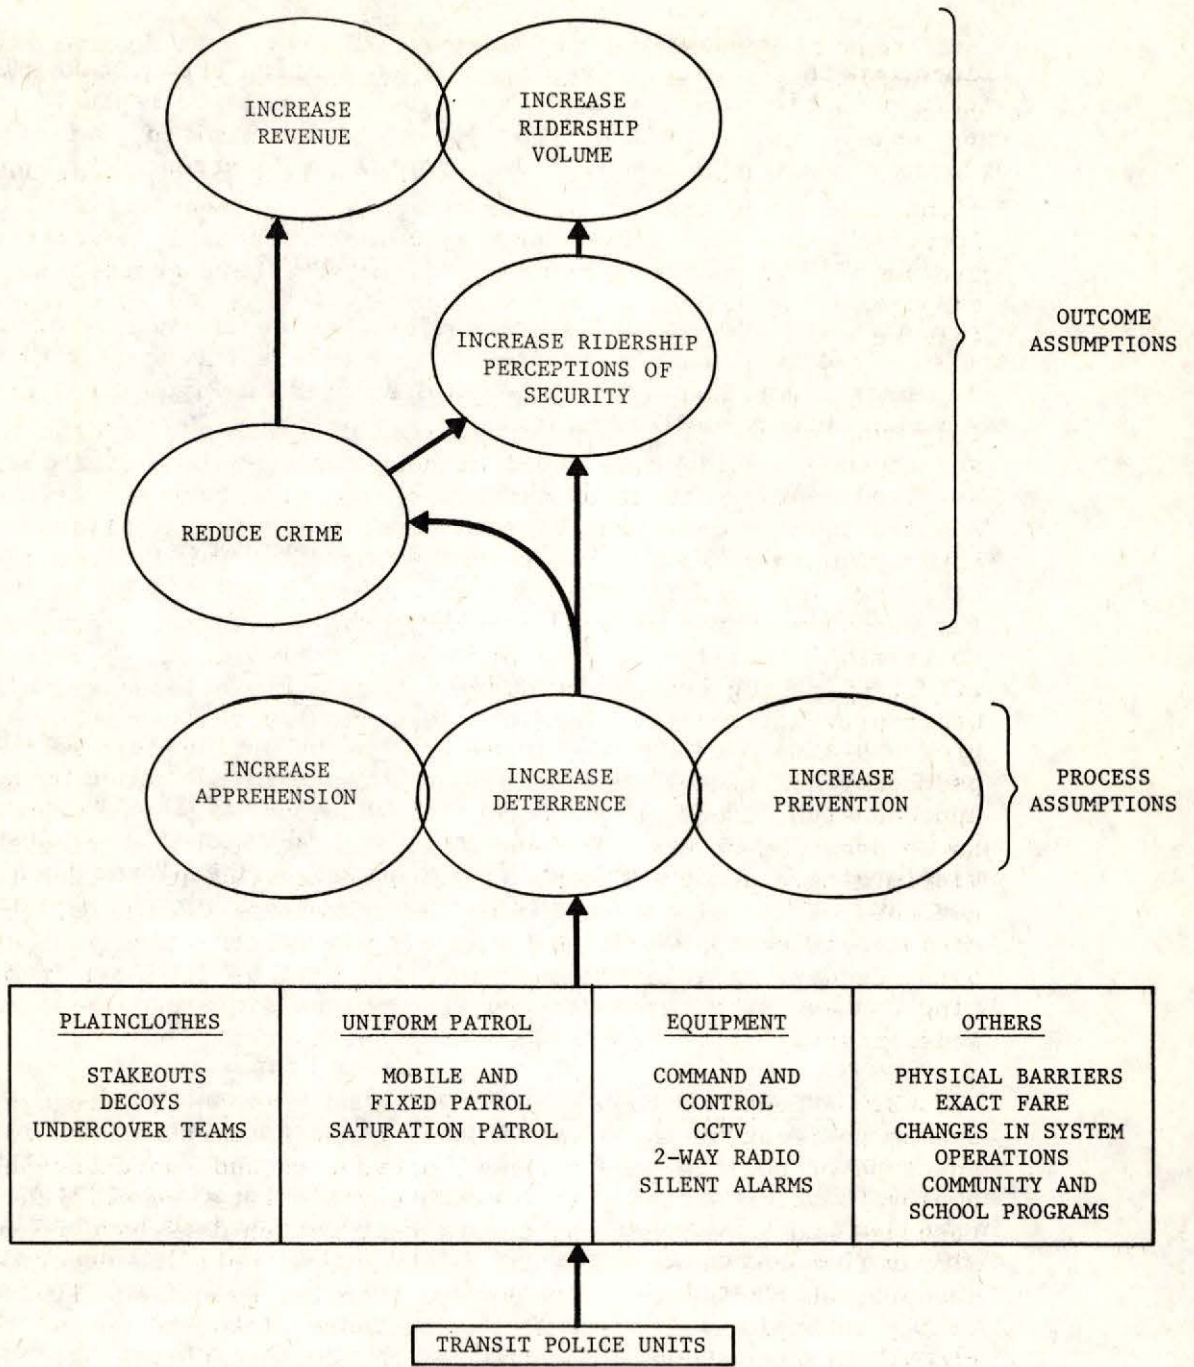 INCREASE
REVENUE
INCREASE
RIDERSHIP
VOLUME
INCREASE RIDERSHIP
PERCEPTIONS OF
SECURITY
OUTCOME
ASSUMPTIONS
REDUCE CRIME
INCREASE
APPREHENSION
INCREASE
DETERRENCE
INCREASE
PREVENTION
PROCESS
ASSUMPTIONS
PLAINCLOTHES
STAKEOUTS
DECOYS
UNDERCOVER TEAMS
UNIFORM PATROL
MOBILE AND
FIXED PATROL
SATURATION PATROL
EQUIPMENT
COMMAND AND
CONTROL
CCTV
2-WAY RADIO
SILENT ALARMS
OTHERS
PHYSICAL BARRIERS
EXACT FARE
CHANGES IN SYSTEM
OPERATIONS
COMMUNITY AND
SCHOOL PROGRAMS
TRANSIT POLICE UNITS